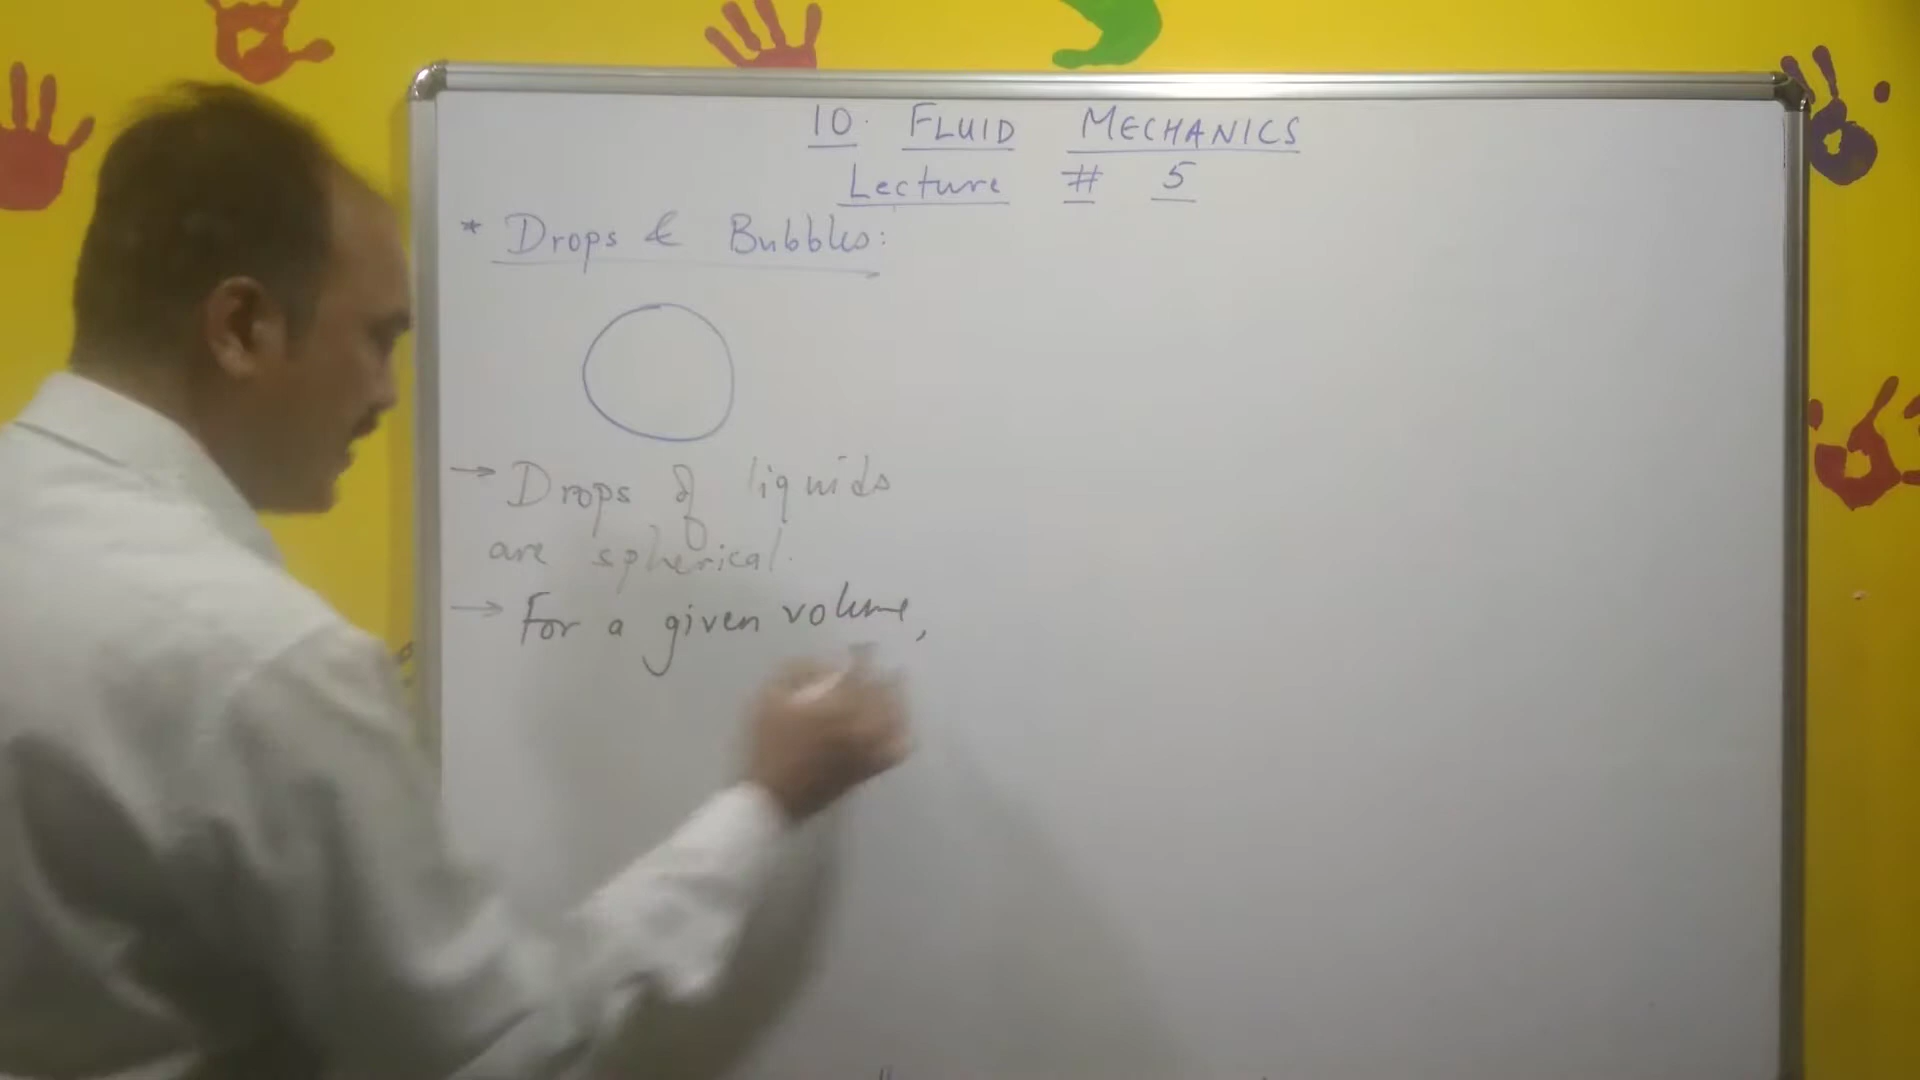 10. FLUID MECHANICS
Lecture # 5
* Drops & Bubbles:
→ Drops of liquids
are spherical.
→ For a given volume,